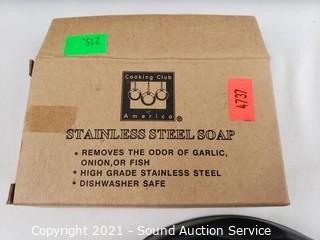 215.
4737
Cooking Club
of
America®
STAINLESS STEEL SOAP
• REMOVES THE ODOR OF GARLIC,
ONION,OR FISH
• HIGH GRADE STAINLESS STEEL
• DISHWASHER SAFE
Copyright © 2021 - Sound Auction Service